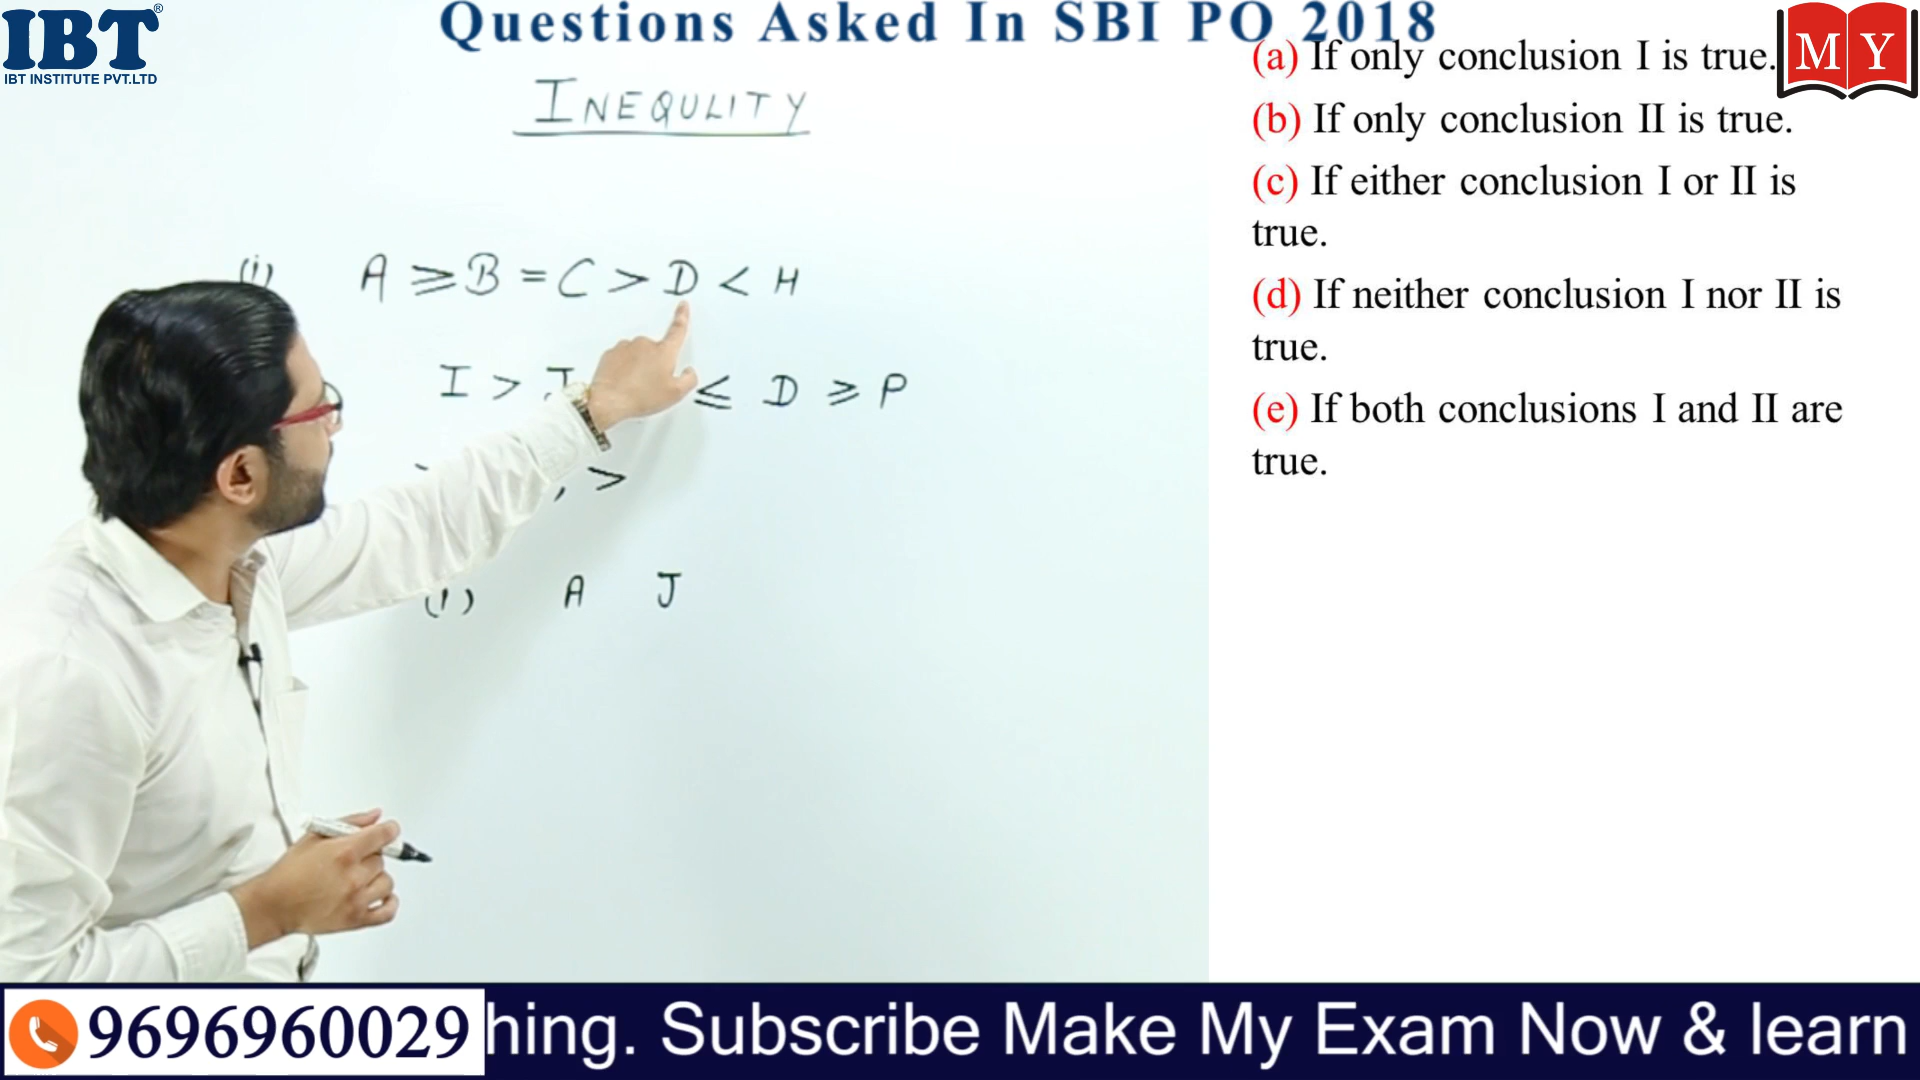 IBT®
IBT INSTITUTE PVT.LTD
Questions Asked In SBI PO 2018
MY
INEQULITY
(i) A ⩾ B = C > D < H
I > J ⩽ D ⩾ P
, >
(1) A J
(a) If only conclusion I is true.
(b) If only conclusion II is true.
(c) If either conclusion I or II is
true.
(d) If neither conclusion I nor II is
true.
(e) If both conclusions I and II are
true.
9696960029
hing. Subscribe Make My Exam Now & learn